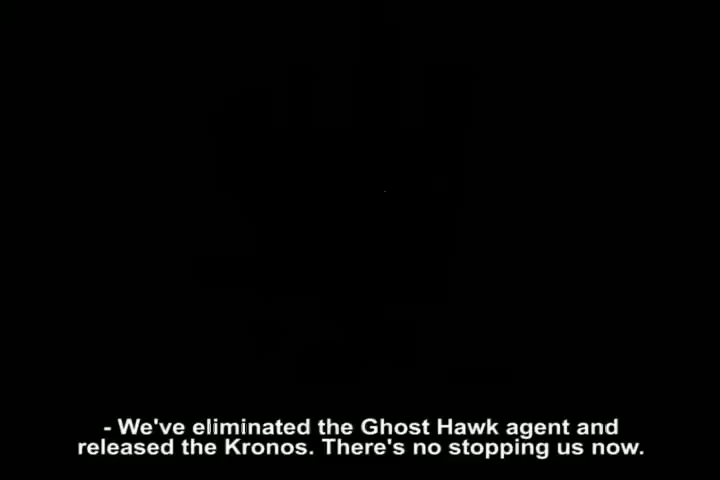 - We've eliminated the Ghost Hawk agent and
released the Kronos. There's no stopping us now.